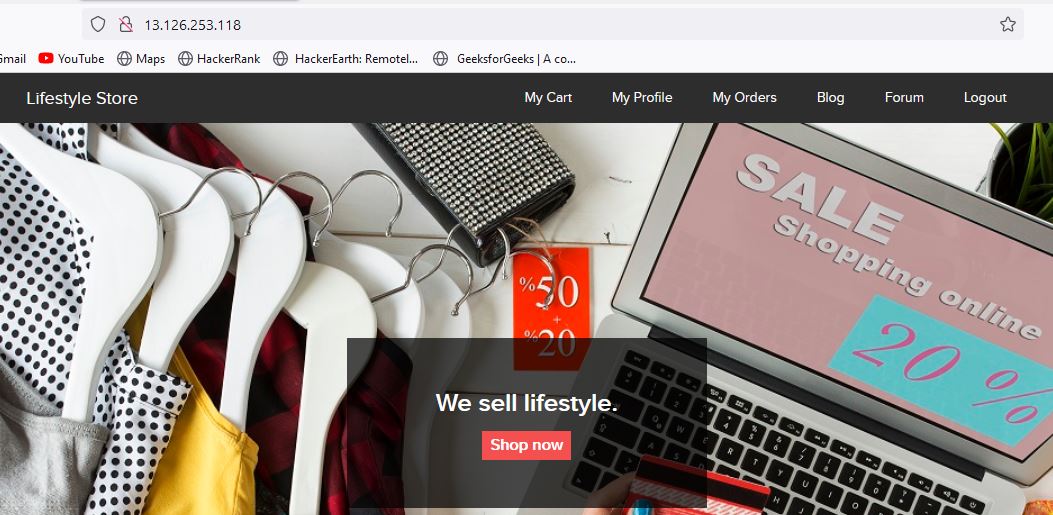 13.126.253.118
Gmail YouTube Maps HackerRank HackerEarth: Remotel... GeeksforGeeks | A co...
Lifestyle Store My Cart My Profile My Orders Blog Forum Logout
SALE
Shopping online
20 %
%50
+
%20
We sell lifestyle.
Shop now